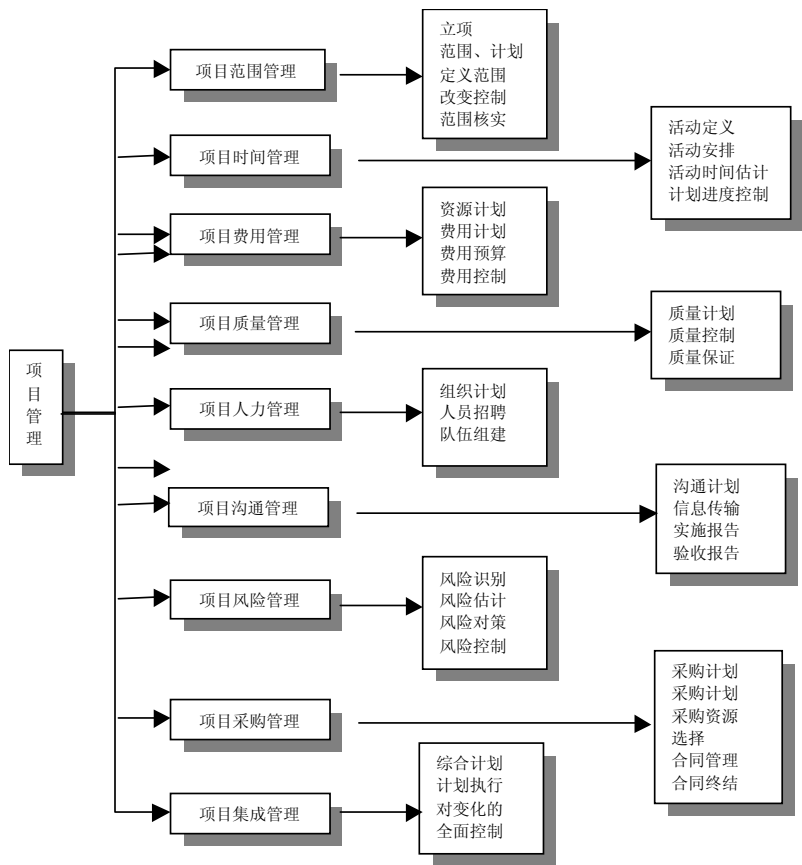 项目管理
项目范围管理
立项
范围、计划
定义范围
改变控制
范围核实
项目时间管理
活动定义
活动安排
活动时间估计
计划进度控制
项目费用管理
资源计划
费用计划
费用预算
费用控制
项目质量管理
质量计划
质量控制
质量保证
项目人力管理
组织计划
人员招聘
队伍组建
项目沟通管理
沟通计划
信息传输
实施报告
验收报告
项目风险管理
风险识别
风险估计
风险对策
风险控制
项目采购管理
采购计划
采购计划
采购资源
选择
合同管理
合同终结
项目集成管理
综合计划
计划执行
对变化的
全面控制